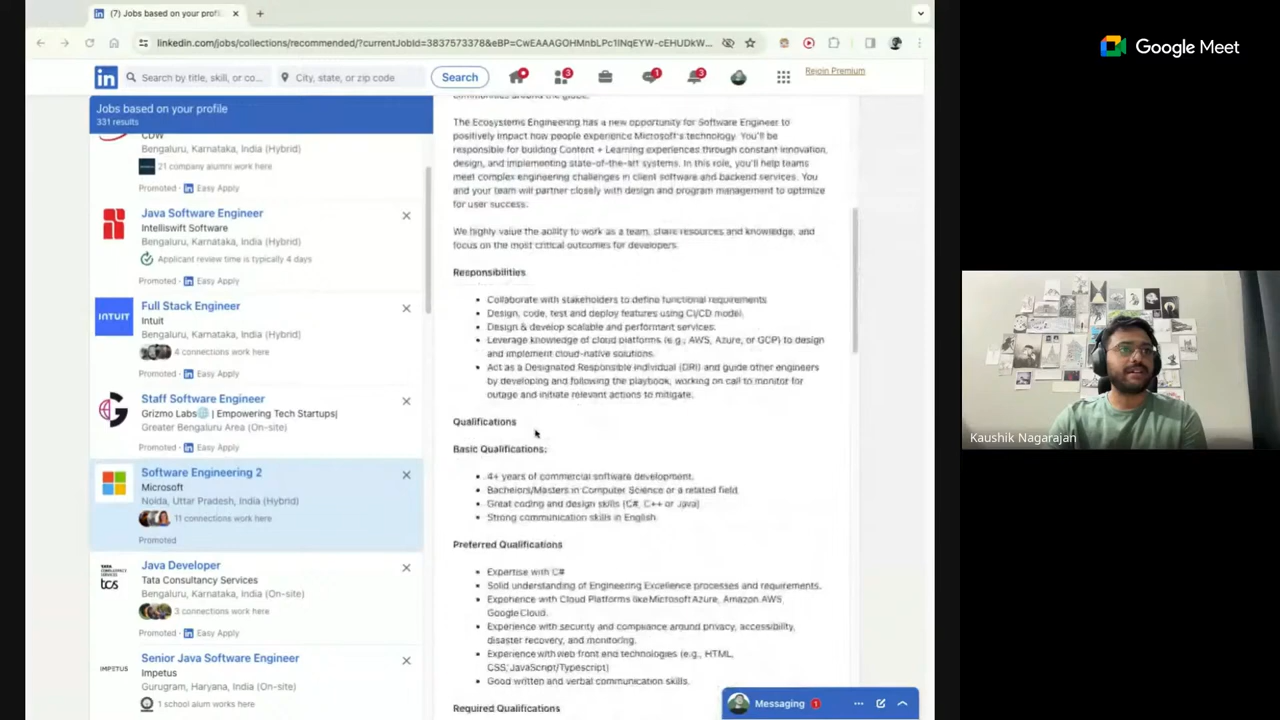 (7) Jobs based on your profil
linkedin.com/jobs/collections/recommended/?currentJobId=3837573378&eBP=CwEAAAGOHMnbLPc1lNqEYW-cEHUDkW...
in
Search by title, skill, or co...
City, state, or zip code
Search
3
1
3
Rejoin Premium
Jobs based on your profile
331 results
CDW
Bengaluru, Karnataka, India (Hybrid)
21 company alumni work here
Promoted · Easy Apply
Java Software Engineer
Intelliswift Software
Bengaluru, Karnataka, India (Hybrid)
Applicant review time is typically 4 days
Promoted · Easy Apply
INTUIT
Full Stack Engineer
Intuit
Bengaluru, Karnataka, India (Hybrid)
4 connections work here
Promoted · Easy Apply
Staff Software Engineer
Grizmo Labs | Empowering Tech Startups|
Greater Bengaluru Area (On-site)
Promoted · Easy Apply
Software Engineering 2
Microsoft
Noida, Uttar Pradesh, India (Hybrid)
11 connections work here
Promoted
tcs
Java Developer
Tata Consultancy Services
Bengaluru, Karnataka, India (On-site)
3 connections work here
Promoted · Easy Apply
IMPETUS
Senior Java Software Engineer
Impetus
Gurugram, Haryana, India (On-site)
1 school alum works here
communities around the globe.
The Ecosystems Engineering has a new opportunity for Software Engineer to
positively impact how people experience Microsoft's technology. You'll be
responsible for building Content + Learning experiences through constant innovation,
design, and implementing state-of-the-art systems. In this role, you'll help teams
meet complex engineering challenges in client software and backend services. You
and your team will partner closely with design and program management to optimize
for user success.
We highly value the ability to work as a team, share resources and knowledge, and
focus on the most critical outcomes for developers.
Responsibilities
• Collaborate with stakeholders to define functional requirements
• Design, code, test and deploy features using CI/CD model.
• Design & develop scalable and performent services.
• Leverage knowledge of cloud platforms (e.g., AWS, Azure, or GCP) to design
and implement cloud-native solutions.
• Act as a Designated Responsible Individual (DRI) and guide other engineers
by developing and following the playbook, working on call to monitor for
outage and initiate relevant actions to mitigate.
Qualifications
Basic Qualifications:
• 4+ years of commercial software development.
• Bachelors/Masters in Computer Science or a related field
• Great coding and design skills (C#, C++ or Java)
• Strong communication skills in English
Preferred Qualifications
• Expertise with C#
• Solid understanding of Engineering Excellence processes and requirements.
• Experience with Cloud Platforms like Microsoft Azure, Amazon AWS,
Google Cloud.
• Experience with security and compliance around privacy, accessibility,
disaster recovery, and monitoring.
• Experience with web front end technologies (e.g., HTML,
CSS, JavaScript/Typescript)
• Good written and verbal communication skills.
Required Qualifications
Messaging 1
Google Meet
Kaushik Nagarajan